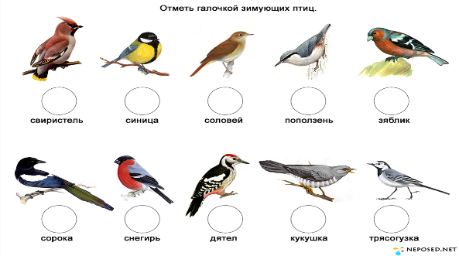 Отметь галочкой зимующих птиц.
свиристель синица соловей поползень зяблик
сорока снегирь дятел кукушка трясогузка
NEPOSED.NET